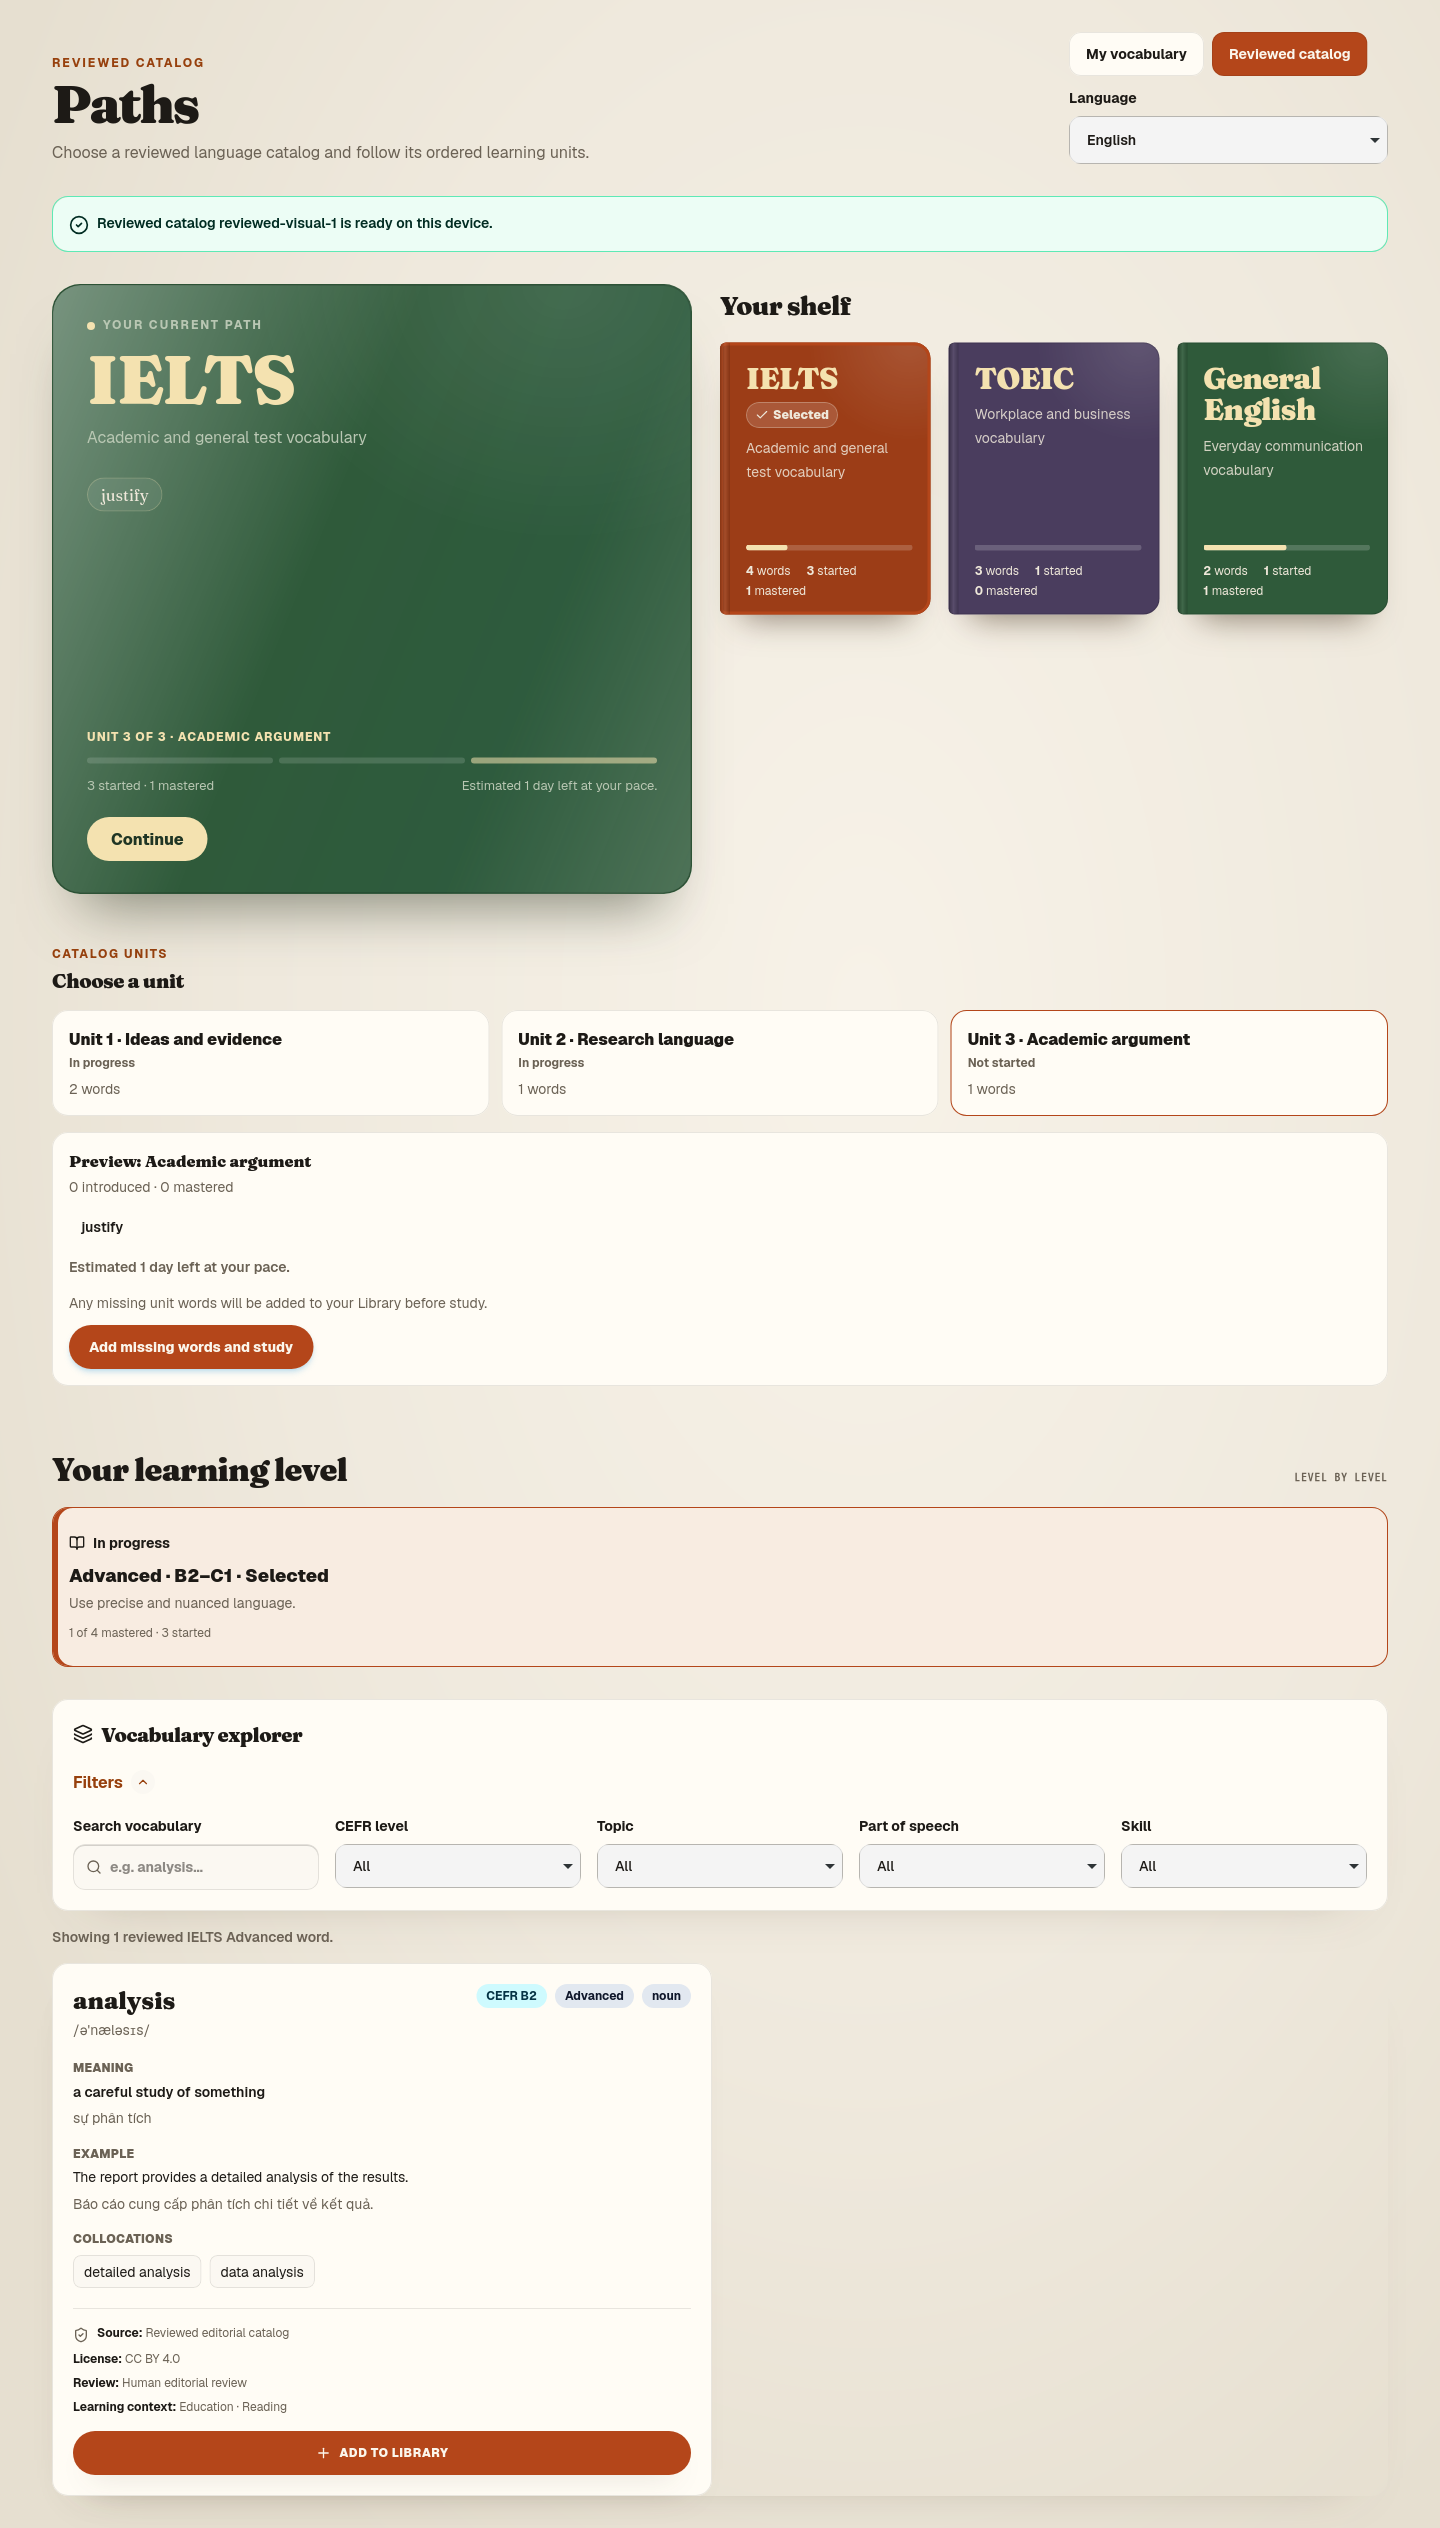 REVIEWED CATALOG
Paths
Choose a reviewed language catalog and follow its ordered learning units.
My vocabulary
Reviewed catalog
Language
English
Reviewed catalog reviewed-visual-1 is ready on this device.
YOUR CURRENT PATH
IELTS
Academic and general test vocabulary
justify
UNIT 3 OF 3 · ACADEMIC ARGUMENT
3 started · 1 mastered
Estimated 1 day left at your pace.
Continue
Your shelf
IELTS
Selected
Academic and general
test vocabulary
4 words 3 started
1 mastered
TOEIC
Workplace and business
vocabulary
3 words 1 started
0 mastered
General
English
Everyday communication
vocabulary
2 words 1 started
1 mastered
CATALOG UNITS
Choose a unit
Unit 1 · Ideas and evidence
In progress
2 words
Unit 2 · Research language
In progress
1 words
Unit 3 · Academic argument
Not started
1 words
Preview: Academic argument
0 introduced · 0 mastered
justify
Estimated 1 day left at your pace.
Any missing unit words will be added to your Library before study.
Add missing words and study
Your learning level
LEVEL BY LEVEL
In progress
Advanced · B2–C1 · Selected
Use precise and nuanced language.
1 of 4 mastered · 3 started
Vocabulary explorer
Filters
Search vocabulary
e.g. analysis...
CEFR level
All
Topic
All
Part of speech
All
Skill
All
Showing 1 reviewed IELTS Advanced word.
analysis
CEFR B2
Advanced
noun
/əˈnæləsɪs/
MEANING
a careful study of something
sự phân tích
EXAMPLE
The report provides a detailed analysis of the results.
Báo cáo cung cấp phân tích chi tiết về kết quả.
COLLOCATIONS
detailed analysis
data analysis
Source: Reviewed editorial catalog
License: CC BY 4.0
Review: Human editorial review
Learning context: Education · Reading
ADD TO LIBRARY